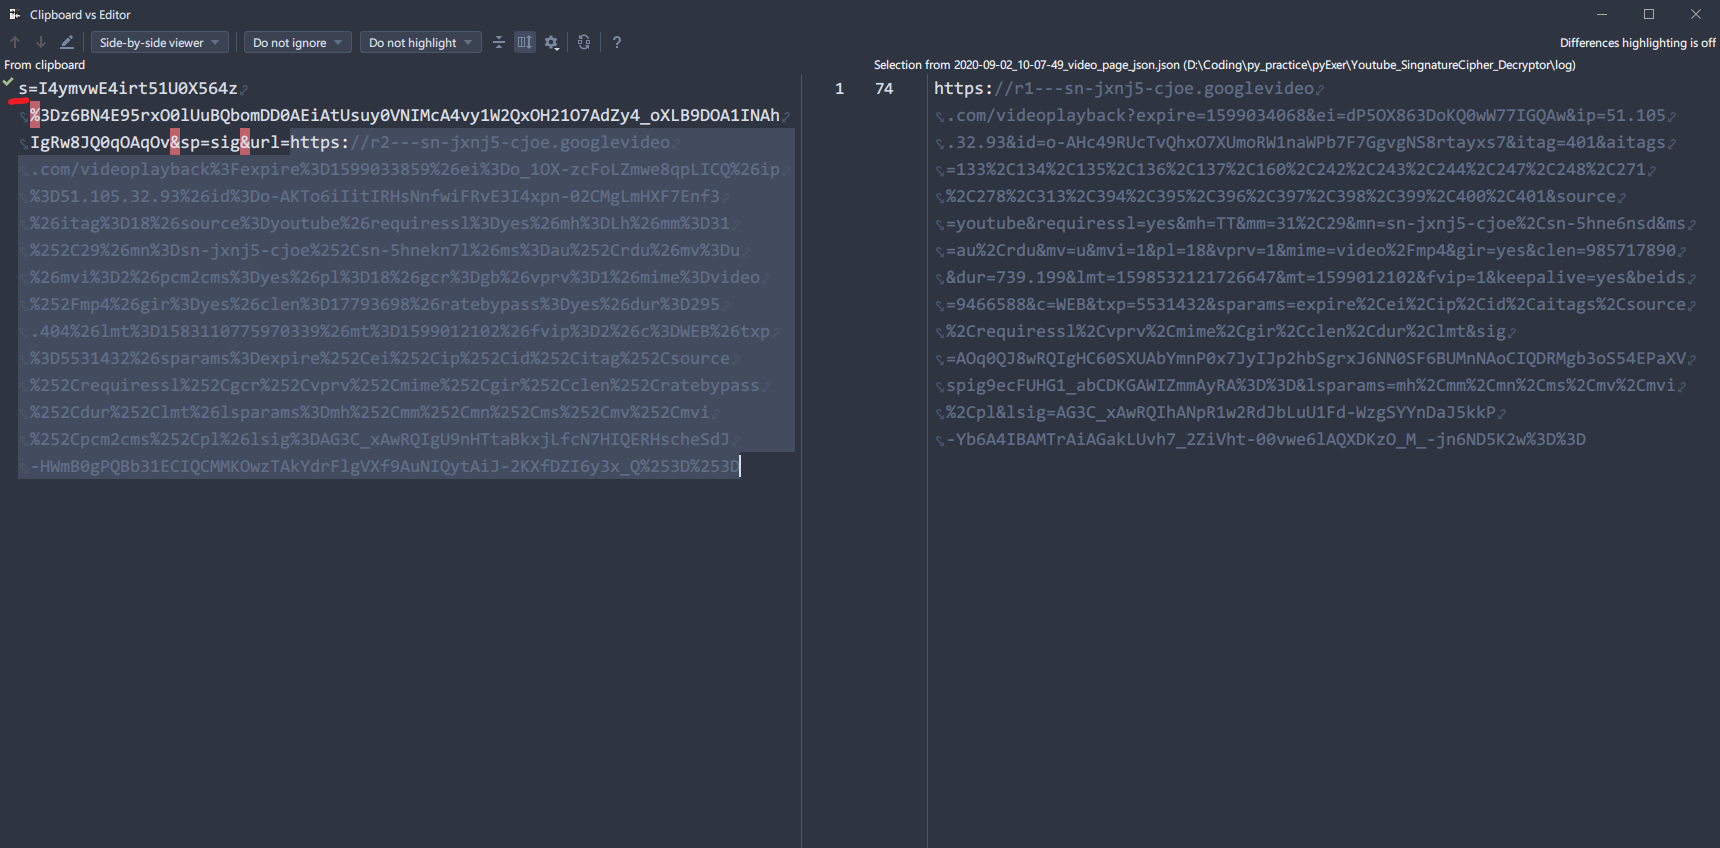 Clipboard vs Editor
Side-by-side viewer
Do not ignore
Do not highlight
?
Differences highlighting is off
From clipboard
Selection from 2020-09-02_10-07-49_video_page_json.json (D:\Coding\py_practice\pyExer\Youtube_SingnatureCipher_Decryptor\log)
s=I4ymvwE4irt51U0X564z
%3Dz6BN4E95rxO0lUuBQbomDD0AEiAtUsuy0VNIMcA4vy1W2QxOH21O7AdZy4_oXLB9DOA1INAh
IgRw8JQ0qOAqOv&sp=sig&url=https://r2---sn-jxnj5-cjoe.googlevideo
.com/videoplayback%3Fexpire%3D1599033859%26ei%3Do_1OX-zcFoLZmwe8qpLICQ%26ip
%3D51.105.32.93%26id%3Do-AKTo6iIitIRHsNnfwiFRvE3I4xpn-02CMgLmHXF7Enf3
%26itag%3D18%26source%3Dyoutube%26requiressl%3Dyes%26mh%3DLh%26mm%3D31
%252C29%26mn%3Dsn-jxnj5-cjoe%252Csn-5hnekn7l%26ms%3Dau%252Crdu%26mv%3Du
%26mvi%3D2%26pcm2cms%3Dyes%26pl%3D18%26gcr%3Dgb%26vprv%3D1%26mime%3Dvideo
%252Fmp4%26gir%3Dyes%26clen%3D17793698%26ratebypass%3Dyes%26dur%3D295
.404%26lmt%3D1583110775970339%26mt%3D1599012102%26fvip%3D2%26c%3DWEB%26txp
%3D5531432%26sparams%3Dexpire%252Cei%252Cip%252Cid%252Citag%252Csource
%252Crequiressl%252Cgcr%252Cvprv%252Cmime%252Cgir%252Cclen%252Cratebypass
%252Cdur%252Clmt%26lsparams%3Dmh%252Cmm%252Cmn%252Cms%252Cmv%252Cmvi
%252Cpcm2cms%252Cpl%26lsig%3DAG3C_xAwRQIgU9nHTtaBkxjLfcN7HIQERHscheSdJ
-HWmB0gPQBb31ECIQCMMKOwzTAkYdrFlgVXf9AuNIQytAiJ-2KXfDZI6y3x_Q%253D%253D
1 74
https://r1---sn-jxnj5-cjoe.googlevideo
.com/videoplayback?expire=1599034068&ei=dP5OX863DoKQ0wW77IGQAw&ip=51.105
.32.93&id=o-AHc49RUcTvQhxO7XUmoRW1naWPb7F7GgvgNS8rtayxs7&itag=401&aitags
=133%2C134%2C135%2C136%2C137%2C160%2C242%2C243%2C244%2C247%2C248%2C271
%2C278%2C313%2C394%2C395%2C396%2C397%2C398%2C399%2C400%2C401&source
=youtube&requiressl=yes&mh=TT&mm=31%2C29&mn=sn-jxnj5-cjoe%2Csn-5hne6nsd&ms
=au%2Crdu&mv=u&mvi=1&pl=18&vprv=1&mime=video%2Fmp4&gir=yes&clen=985717890
&dur=739.199&lmt=1598532121726647&mt=1599012102&fvip=1&keepalive=yes&beids
=9466588&c=WEB&txp=5531432&sparams=expire%2Cei%2Cip%2Cid%2Caitags%2Csource
%2Crequiressl%2Cvprv%2Cmime%2Cgir%2Cclen%2Cdur%2Clmt&sig
=AOq0QJ8wRQIgHC60SXUAbYmnP0x7JyIJp2hbSgrxJ6NN0SF6BUMnNAoCIQDRMgb3oS54EPaXV
spig9ecFUHG1_abCDKGAWIZmmAyRA%3D%3D&lsparams=mh%2Cmm%2Cmn%2Cms%2Cmv%2Cmvi
%2Cpl&lsig=AG3C_xAwRQIhANpR1w2RdJbLuU1Fd-WzgSYYnDaJ5kkP
-Yb6A4IBAMTrAiAGakLUvh7_2ZiVht-00vwe6lAQXDKzO_M_-jn6ND5K2w%3D%3D